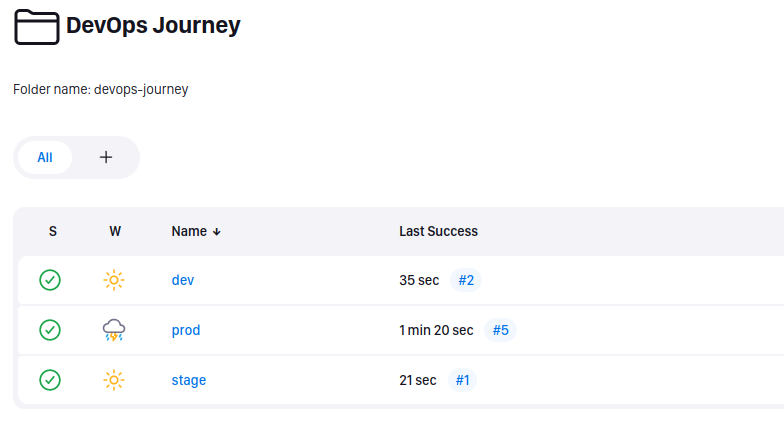 DevOps Journey
Folder name: devops-journey
All +
S W Name ↓ Last Success
dev 35 sec #2
prod 1 min 20 sec #5
stage 21 sec #1